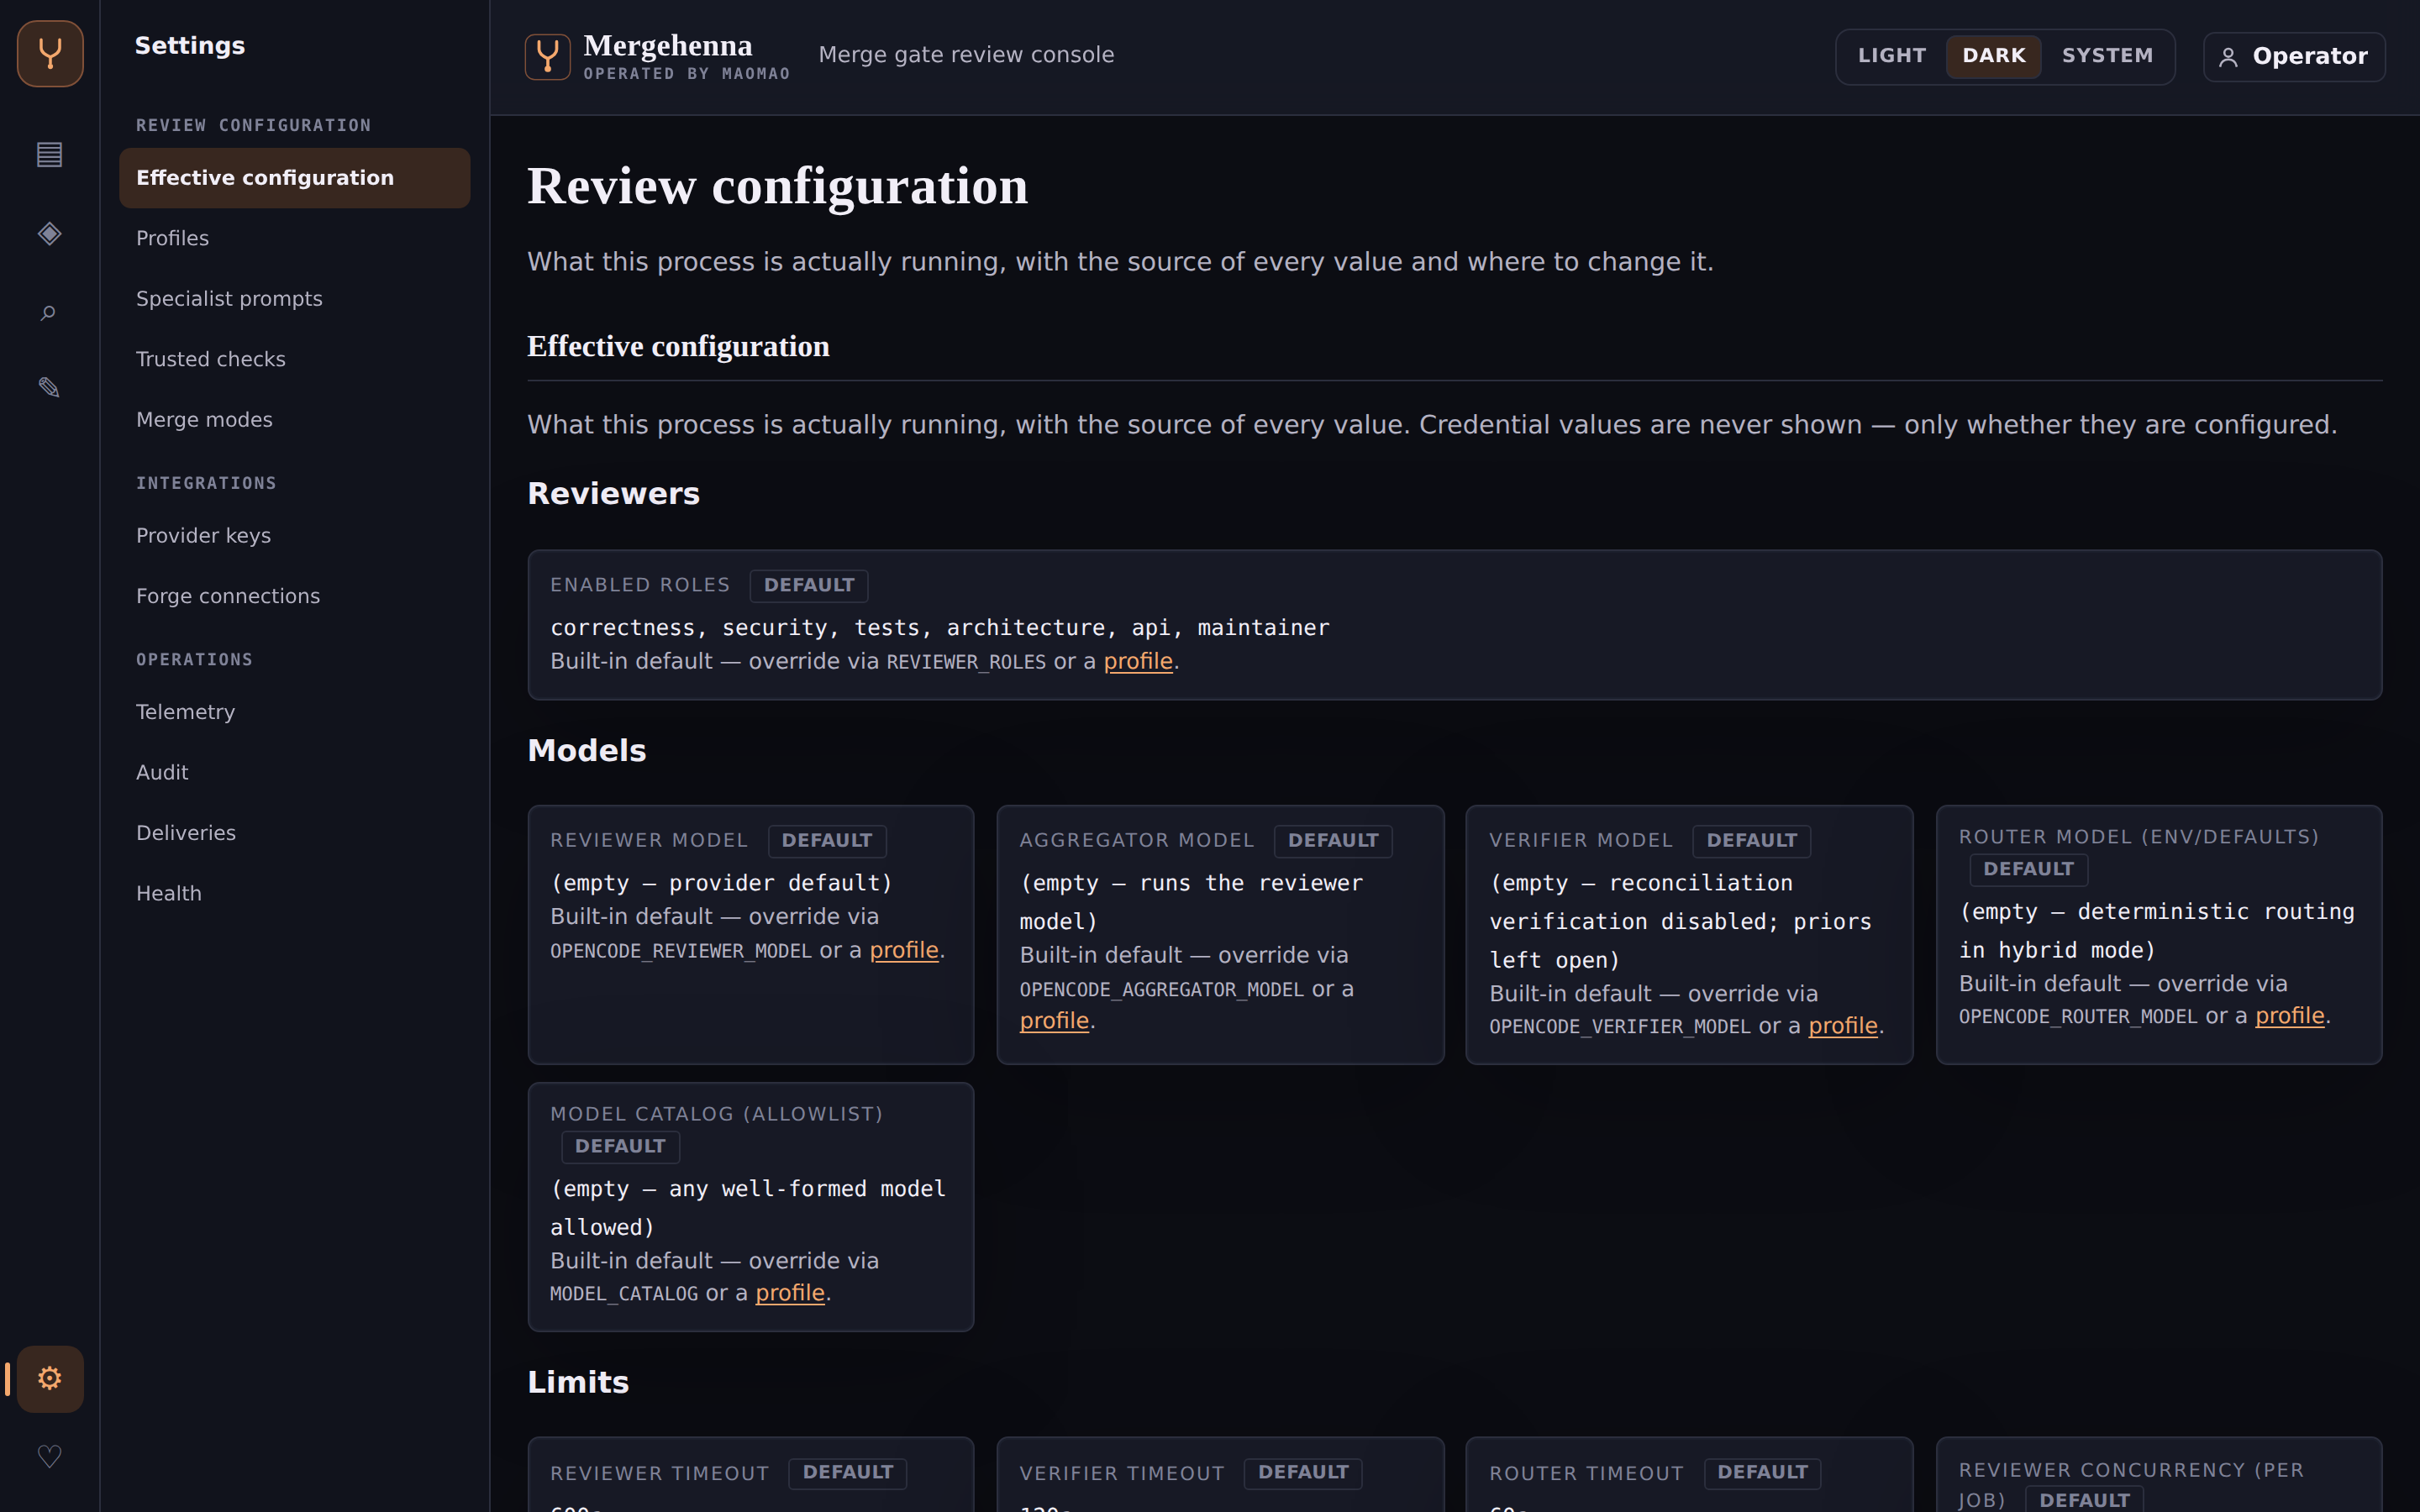 Settings
REVIEW CONFIGURATION
Effective configuration
Profiles
Specialist prompts
Trusted checks
Merge modes
INTEGRATIONS
Provider keys
Forge connections
OPERATIONS
Telemetry
Audit
Deliveries
Health
Mergehenna
OPERATED BY MAOMAO
Merge gate review console
LIGHT DARK SYSTEM
Operator
Review configuration
What this process is actually running, with the source of every value and where to change it.
Effective configuration
What this process is actually running, with the source of every value. Credential values are never shown — only whether they are configured.
Reviewers
ENABLED ROLES DEFAULT
correctness, security, tests, architecture, api, maintainer
Built-in default — override via REVIEWER_ROLES or a profile.
Models
REVIEWER MODEL DEFAULT
(empty — provider default)
Built-in default — override via
OPENCODE_REVIEWER_MODEL or a profile.
AGGREGATOR MODEL DEFAULT
(empty — runs the reviewer
model)
Built-in default — override via
OPENCODE_AGGREGATOR_MODEL or a
profile.
VERIFIER MODEL DEFAULT
(empty — reconciliation
verification disabled; priors
left open)
Built-in default — override via
OPENCODE_VERIFIER_MODEL or a profile.
ROUTER MODEL (ENV/DEFAULTS)
DEFAULT
(empty — deterministic routing
in hybrid mode)
Built-in default — override via
OPENCODE_ROUTER_MODEL or a profile.
MODEL CATALOG (ALLOWLIST)
DEFAULT
(empty — any well-formed model
allowed)
Built-in default — override via
MODEL_CATALOG or a profile.
Limits
REVIEWER TIMEOUT DEFAULT
VERIFIER TIMEOUT DEFAULT
ROUTER TIMEOUT DEFAULT
REVIEWER CONCURRENCY (PER
JOB) DEFAULT